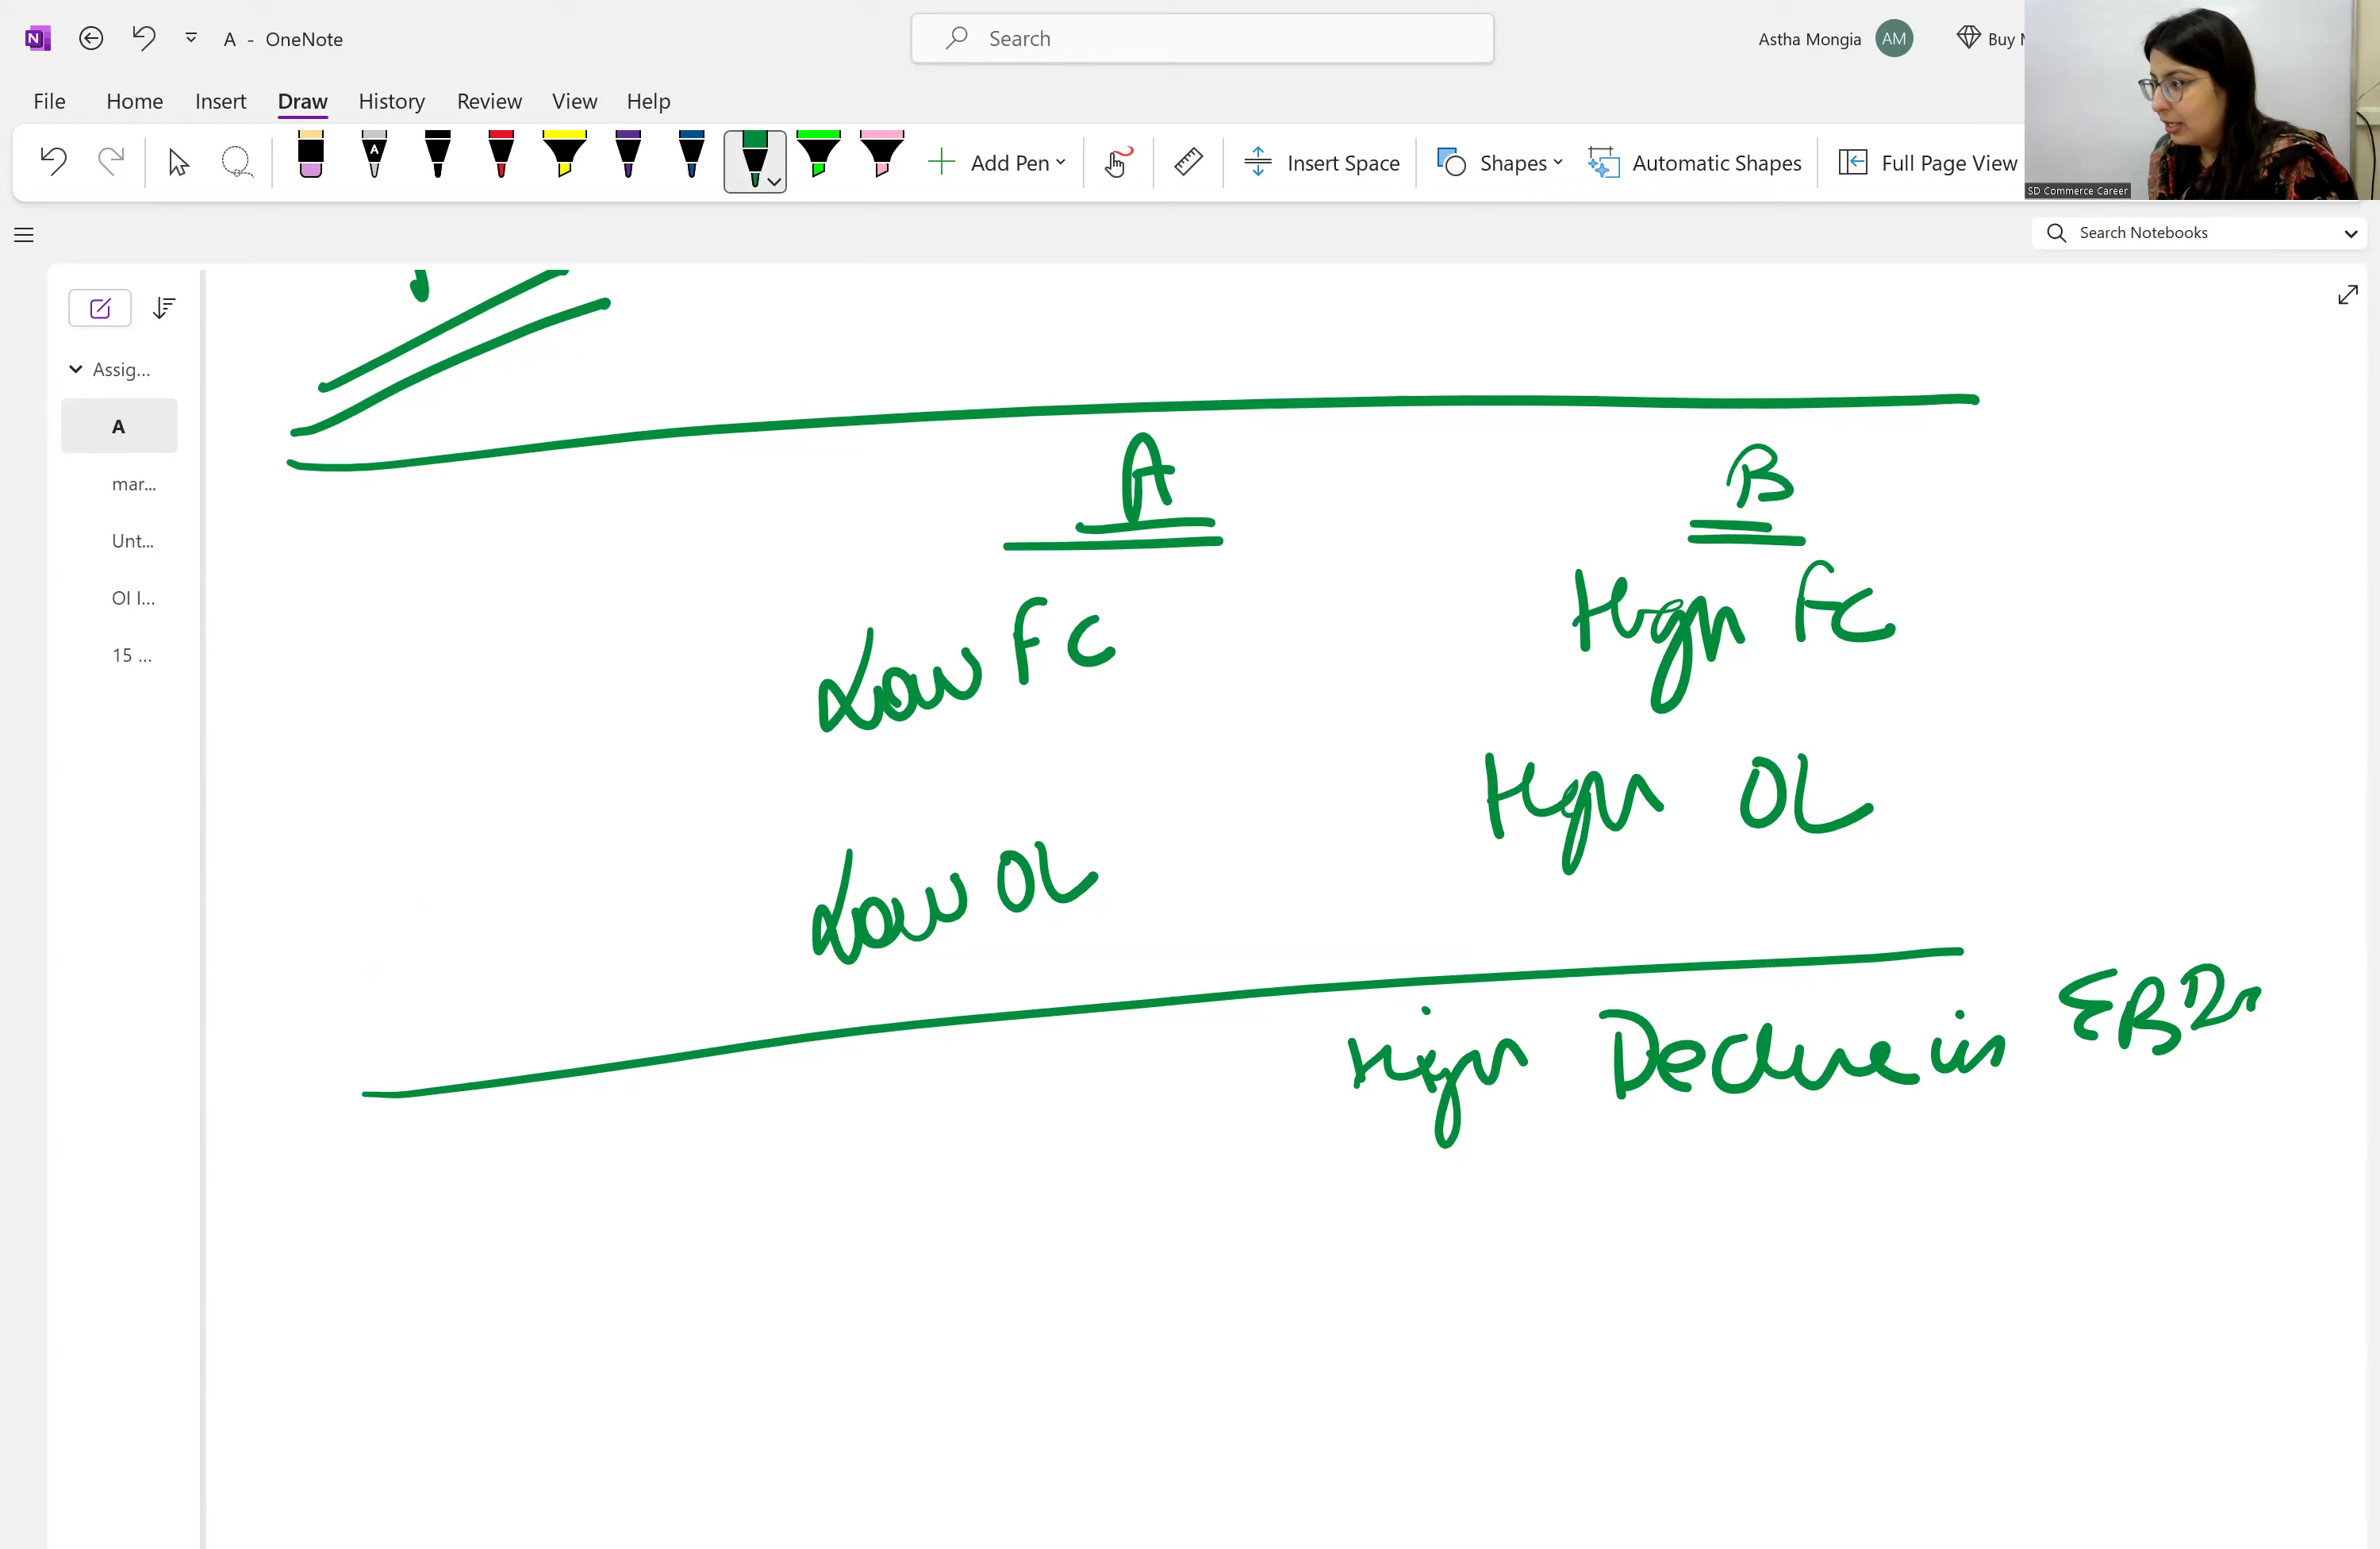 A - OneNote
Search
Astha Mongia AM Buy
File Home Insert Draw History Review View Help
A Add Pen Insert Space Shapes Automatic Shapes Full Page View
SD Commerce Career
Search Notebooks
Assig...
A
mar...
Unt...
OI I...
15 ...
A B
Low FC High FC
Low OL High OL
High Decline in